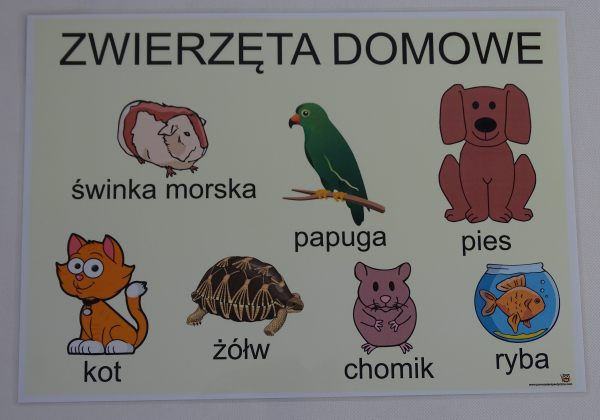 ZWIERZĘTA DOMOWE
świnka morska
papuga
pies
kot
żółw
chomik
ryba